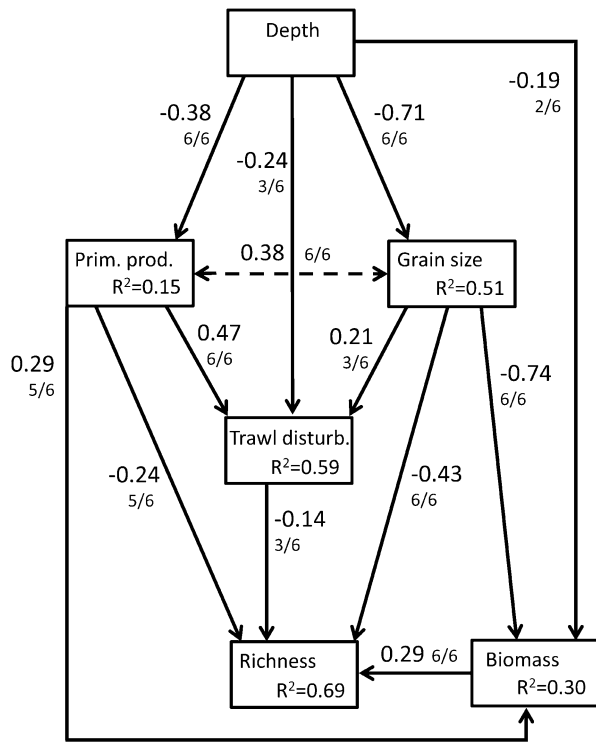 Depth
-0.38
6/6
-0.24
3/6
-0.71
6/6
-0.19
2/6
Prim. prod.
R²=0.15
0.38 6/6
Grain size
R²=0.51
0.29
5/6
0.47
6/6
0.21
3/6
-0.74
6/6
Trawl disturb.
R²=0.59
-0.24
5/6
-0.14
3/6
-0.43
6/6
Richness
R²=0.69
0.29 6/6
Biomass
R²=0.30